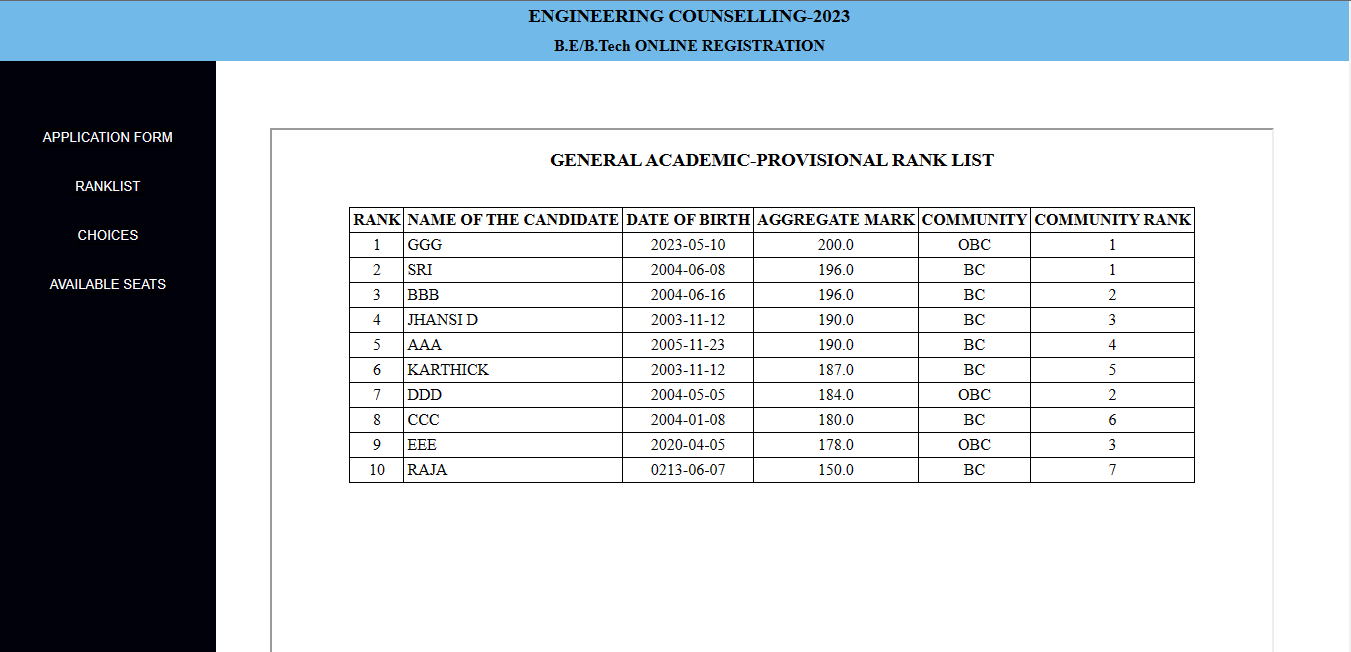 ENGINEERING COUNSELLING-2023
B.E/B.Tech ONLINE REGISTRATION
APPLICATION FORM
RANKLIST
CHOICES
AVAILABLE SEATS
GENERAL ACADEMIC-PROVISIONAL RANK LIST
RANK NAME OF THE CANDIDATE DATE OF BIRTH AGGREGATE MARK COMMUNITY COMMUNITY RANK
1 GGG 2023-05-10 200.0 OBC 1
2 SRI 2004-06-08 196.0 BC 1
3 BBB 2004-06-16 196.0 BC 2
4 JHANSI D 2003-11-12 190.0 BC 3
5 AAA 2005-11-23 190.0 BC 4
6 KARTHICK 2003-11-12 187.0 BC 5
7 DDD 2004-05-05 184.0 OBC 2
8 CCC 2004-01-08 180.0 BC 6
9 EEE 2020-04-05 178.0 OBC 3
10 RAJA 0213-06-07 150.0 BC 7